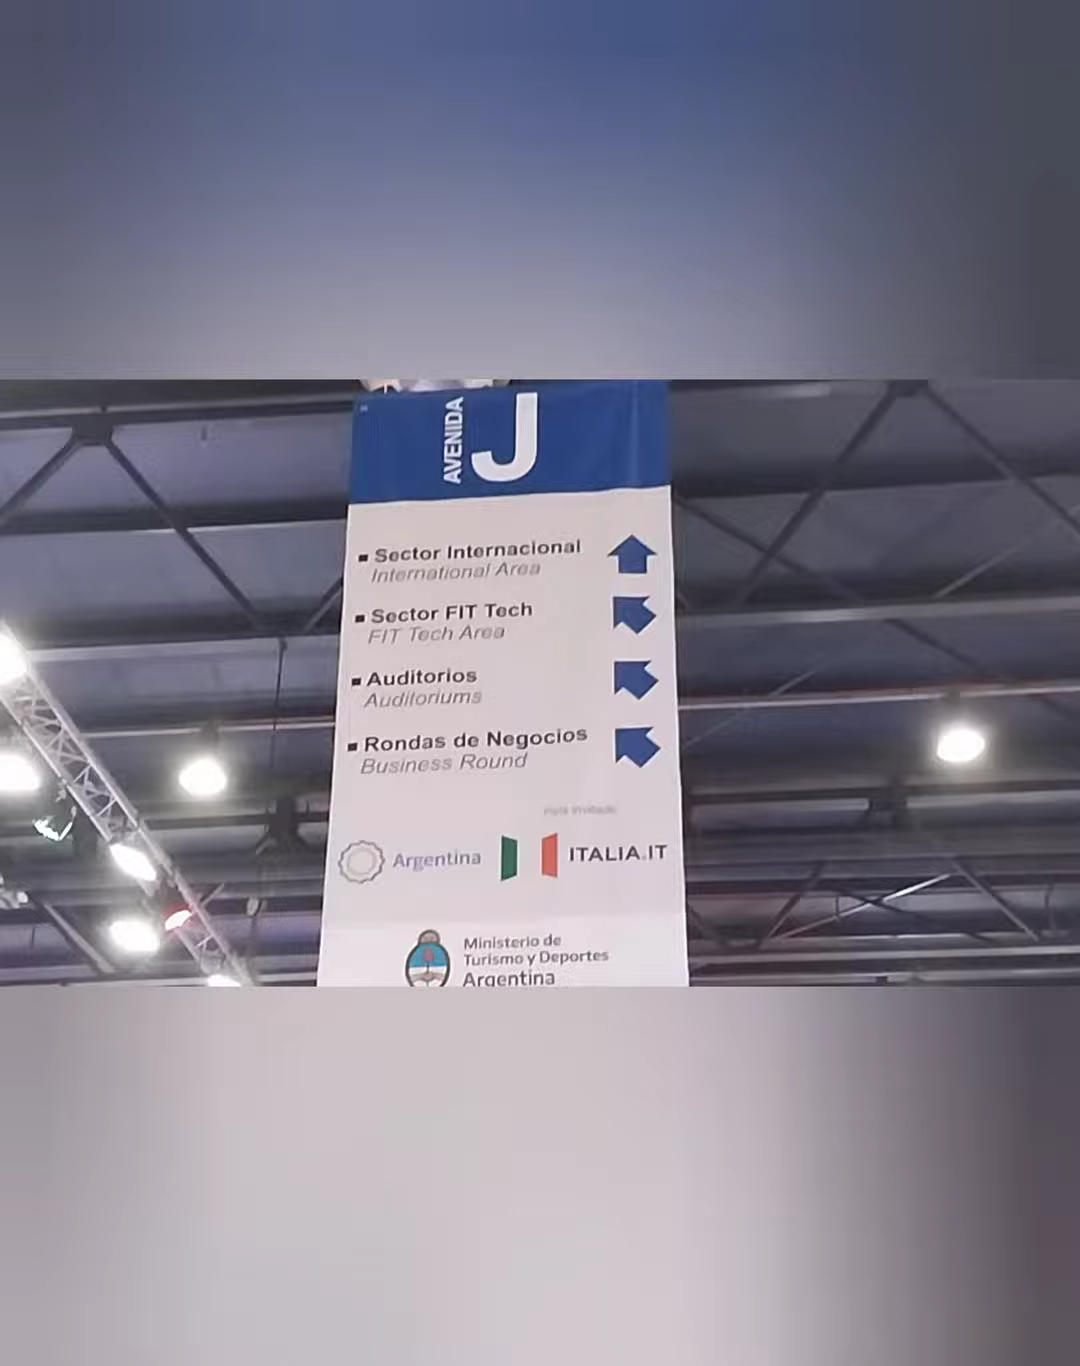 AVENIDA J
▪ Sector Internacional
International Area
▪ Sector FIT Tech
FIT Tech Area
▪ Auditorios
Auditoriums
▪ Rondas de Negocios
Business Round
País invitado
Argentina
ITALIA.IT
Ministerio de
Turismo y Deportes
Argentina